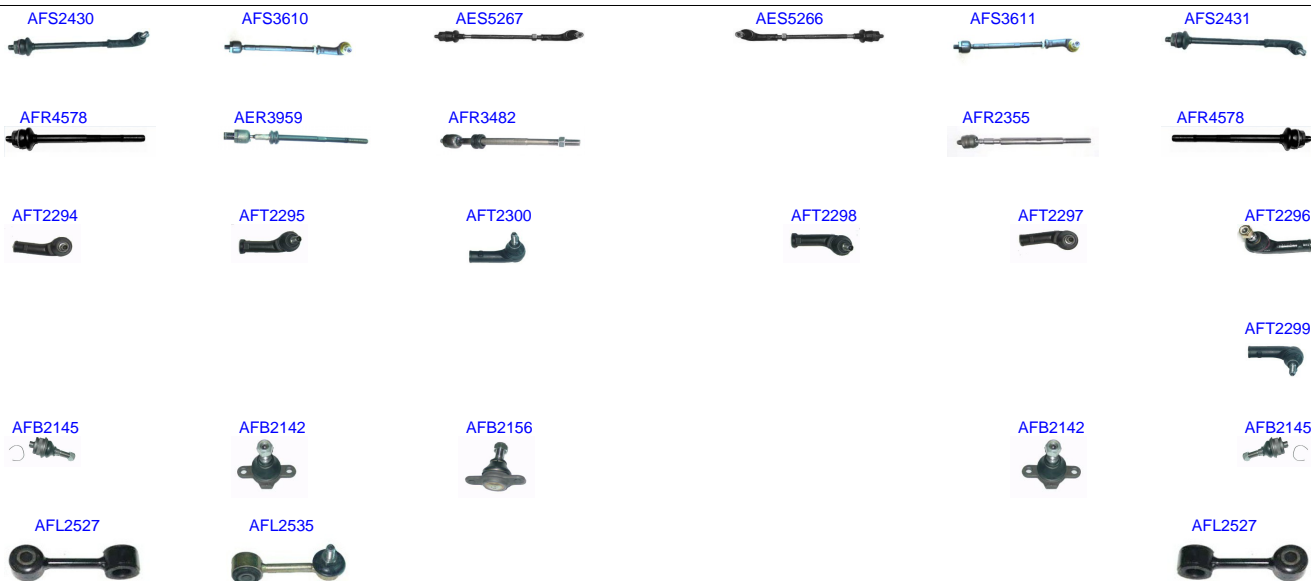 AFS2430 AFS3610 AES5267 AES5266 AFS3611 AFS2431
AFR4578 AER3959 AFR3482 AFR2355 AFR4578
AFT2294 AFT2295 AFT2300 AFT2298 AFT2297 AFT2296
AFT2299
AFB2145 AFB2142 AFB2156 AFB2142 AFB2145
AFL2527 AFL2535 AFL2527